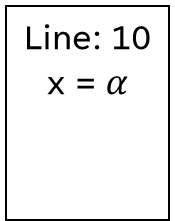 Line: 10
x = α